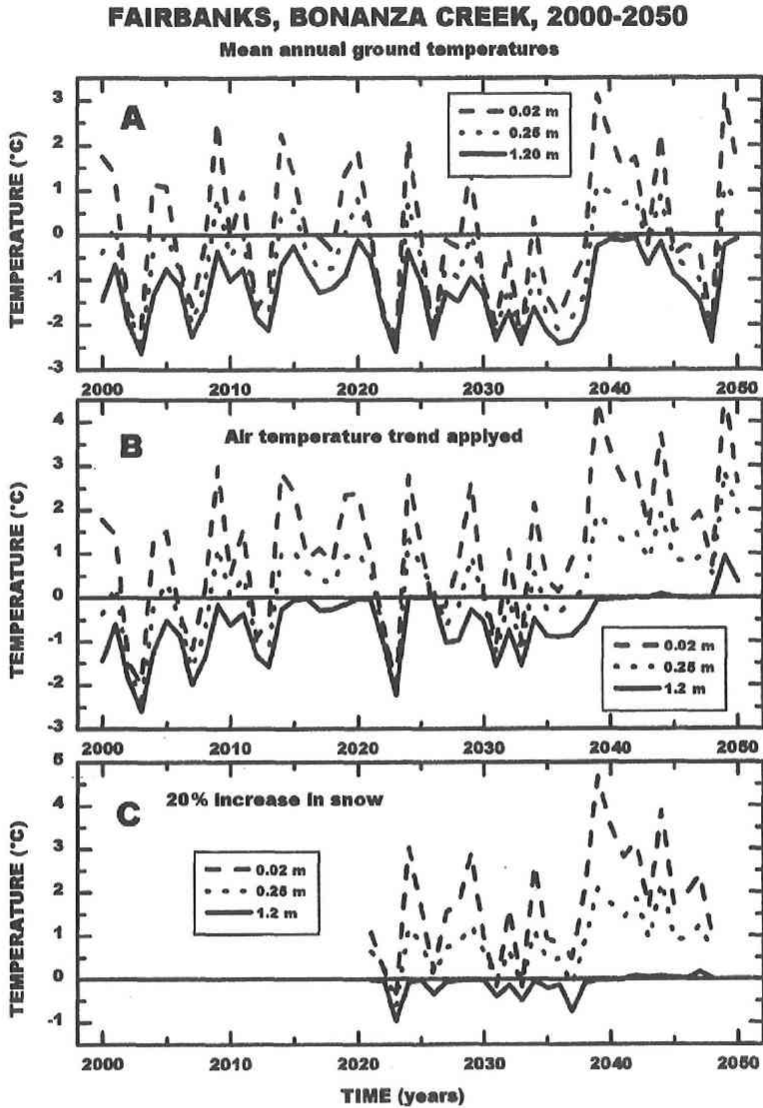 FAIRBANKS, BONANZA CREEK, 2000-2050
Mean annual ground temperatures
A
0.02 m
0.25 m
1.20 m
TEMPERATURE (°C)
3
2
1
0
-1
-2
-3
2000 2010 2020 2030 2040 2050
B
Air temperature trend applyed
0.02 m
0.25 m
1.2 m
TEMPERATURE (°C)
4
3
2
1
0
-1
-2
-3
2000 2010 2020 2030 2040 2050
C
20% increase in snow
0.02 m
0.25 m
1.2 m
TEMPERATURE (°C)
5
4
3
2
1
0
-1
2000 2010 2020 2030 2040 2050
TIME (years)